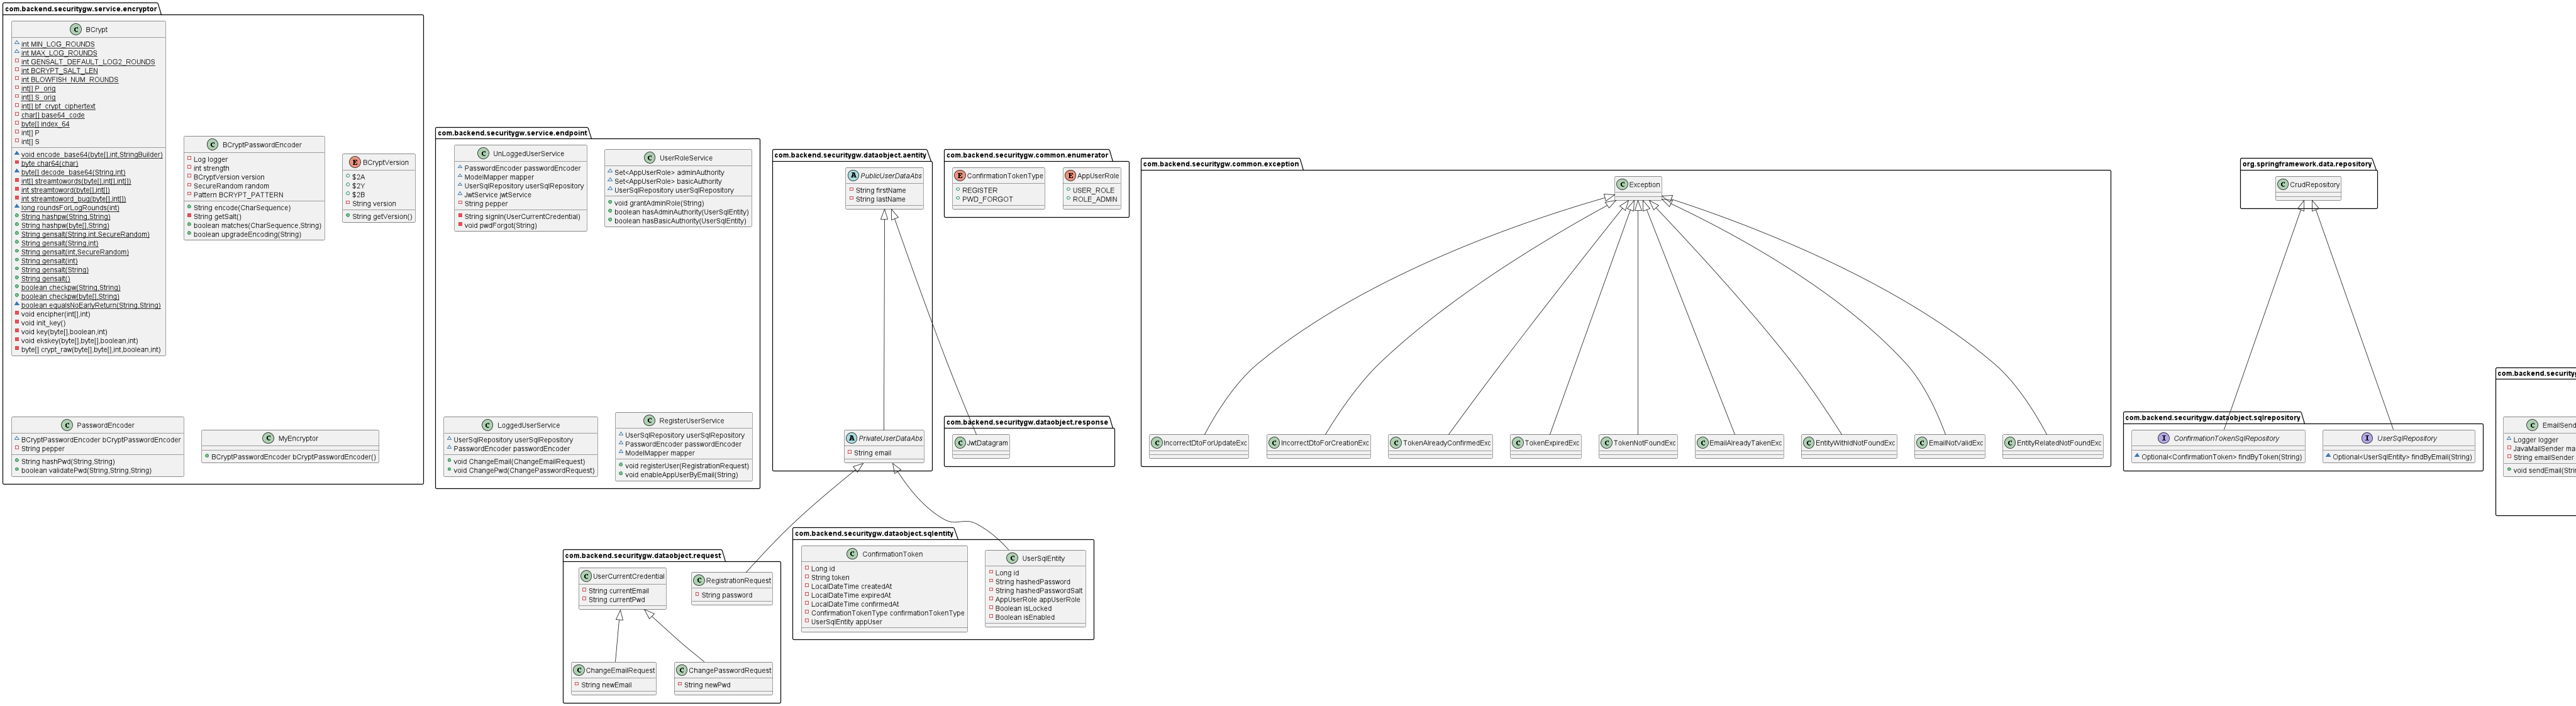 com.backend.securitygw.service.encryptor
C BCrypt
int MIN_LOG_ROUNDS
int MAX_LOG_ROUNDS
int GENSALT_DEFAULT_LOG2_ROUNDS
int BCRYPT_SALT_LEN
int BLOWFISH_NUM_ROUNDS
int[] P_orig
int[] S_orig
int[] bf_crypt_ciphertext
char[] base64_code
byte[] index_64
int[] P
int[] S
void encode_base64(byte[],int,StringBuilder)
byte char64(char)
byte[] decode_base64(String,int)
int[] streamtowords(byte[],int[],int[])
int streamtoword(byte[],int[])
int streamtoword_bug(byte[],int[])
long roundsForLogRounds(int)
String hashpw(String,String)
String hashpw(byte[],String)
String gensalt(String,int,SecureRandom)
String gensalt(String,int)
String gensalt(int,SecureRandom)
String gensalt(int)
String gensalt(String)
String gensalt()
boolean checkpw(String,String)
boolean checkpw(byte[],String)
boolean equalsNoEarlyReturn(String,String)
void encipher(int[],int)
void init_key()
void key(byte[],boolean,int)
void ekskey(byte[],byte[],boolean,int)
byte[] crypt_raw(byte[],byte[],int,boolean,int)
C BCryptPasswordEncoder
Log logger
int strength
BCryptVersion version
SecureRandom random
Pattern BCRYPT_PATTERN
String encode(CharSequence)
String getSalt()
boolean matches(CharSequence,String)
boolean upgradeEncoding(String)
E BCryptVersion
$2A
$2Y
$2B
String version
String getVersion()
C PasswordEncoder
BCryptPasswordEncoder bCryptPasswordEncoder
String pepper
String hashPwd(String,String)
boolean validatePwd(String,String,String)
C MyEncryptor
BCryptPasswordEncoder bCryptPasswordEncoder()
com.backend.securitygw.service.endpoint
C UnLoggedUserService
PasswordEncoder passwordEncoder
ModelMapper mapper
UserSqlRepository userSqlRepository
JwtService jwtService
String pepper
String signIn(UserCurrentCredential)
void pwdForgot(String)
C UserRoleService
Set<AppUserRole> adminAuthority
Set<AppUserRole> basicAuthority
UserSqlRepository userSqlRepository
void grantAdminRole(String)
boolean hasAdminAuthority(UserSqlEntity)
boolean hasBasicAuthority(UserSqlEntity)
C LoggedUserService
UserSqlRepository userSqlRepository
PasswordEncoder passwordEncoder
void ChangeEmail(ChangeEmailRequest)
void ChangePwd(ChangePasswordRequest)
C RegisterUserService
UserSqlRepository userSqlRepository
PasswordEncoder passwordEncoder
ModelMapper mapper
void registerUser(RegistrationRequest)
void enableAppUserByEmail(String)
com.backend.securitygw.dataobject.aentity
A PublicUserDataAbs
String firstName
String lastName
A PrivateUserDataAbs
String email
com.backend.securitygw.common.enumerator
E ConfirmationTokenType
REGISTER
PWD_FORGOT
E AppUserRole
USER_ROLE
ROLE_ADMIN
com.backend.securitygw.dataobject.response
C JwtDatagram
com.backend.securitygw.common.exception
C Exception
C IncorrectDtoForUpdateExc
C IncorrectDtoForCreationExc
C TokenAlreadyConfirmedExc
C TokenExpiredExc
C TokenNotFoundExc
C EmailAlreadyTakenExc
C EntityWithIdNotFoundExc
C EmailNotValidExc
C EntityRelatedNotFoundExc
org.springframework.data.repository
C CrudRepository
com.backend.securitygw.dataobject.sqlrepository
I ConfirmationTokenSqlRepository
Optional<ConfirmationToken> findByToken(String)
I UserSqlRepository
Optional<UserSqlEntity> findByEmail(String)
com.backend.security
C EmailSend
Logger logger
JavaMailSender ma
String emailSender
void sendEmail(Strin
com.backend.securitygw.dataobject.request
C UserCurrentCredential
String currentEmail
String currentPwd
C RegistrationRequest
String password
C ChangeEmailRequest
String newEmail
C ChangePasswordRequest
String newPwd
com.backend.securitygw.dataobject.sqlentity
C ConfirmationToken
Long id
String token
LocalDateTime createdAt
LocalDateTime expiredAt
LocalDateTime confirmedAt
ConfirmationTokenType confirmationTokenType
UserSqlEntity appUser
C UserSqlEntity
Long id
String hashedPassword
String hashedPasswordSalt
AppUserRole appUserRole
Boolean isLocked
Boolean isEnabled